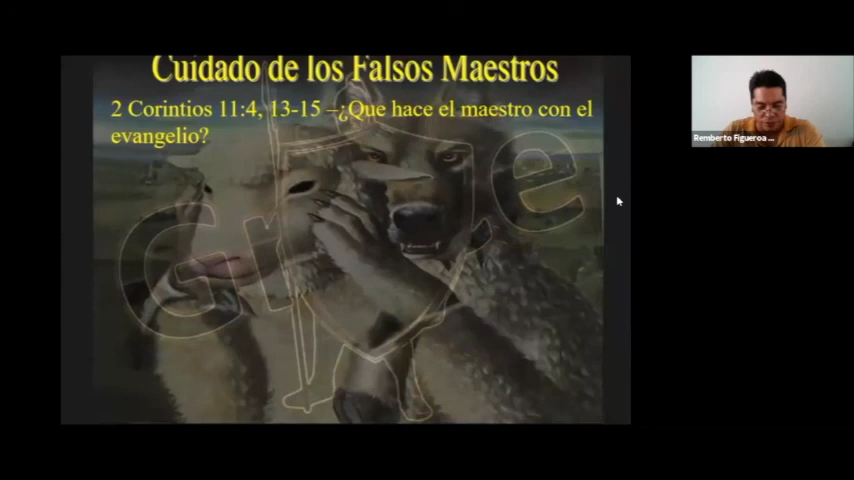 Cuidado de los Falsos Maestros
2 Corintios 11:4, 13-15 –¿Que hace el maestro con el
evangelio?
Remberto Figueroa ...